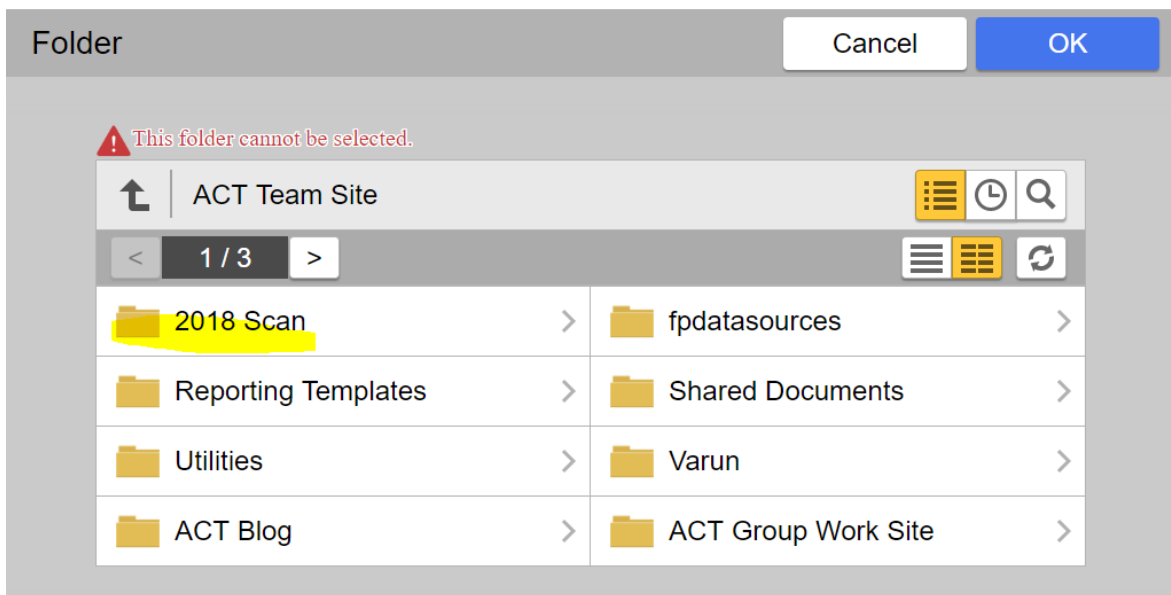 Folder
Cancel
OK
This folder cannot be selected.
ACT Team Site
<
1 / 3
>
2018 Scan
fpdatasources
Reporting Templates
Shared Documents
Utilities
Varun
ACT Blog
ACT Group Work Site